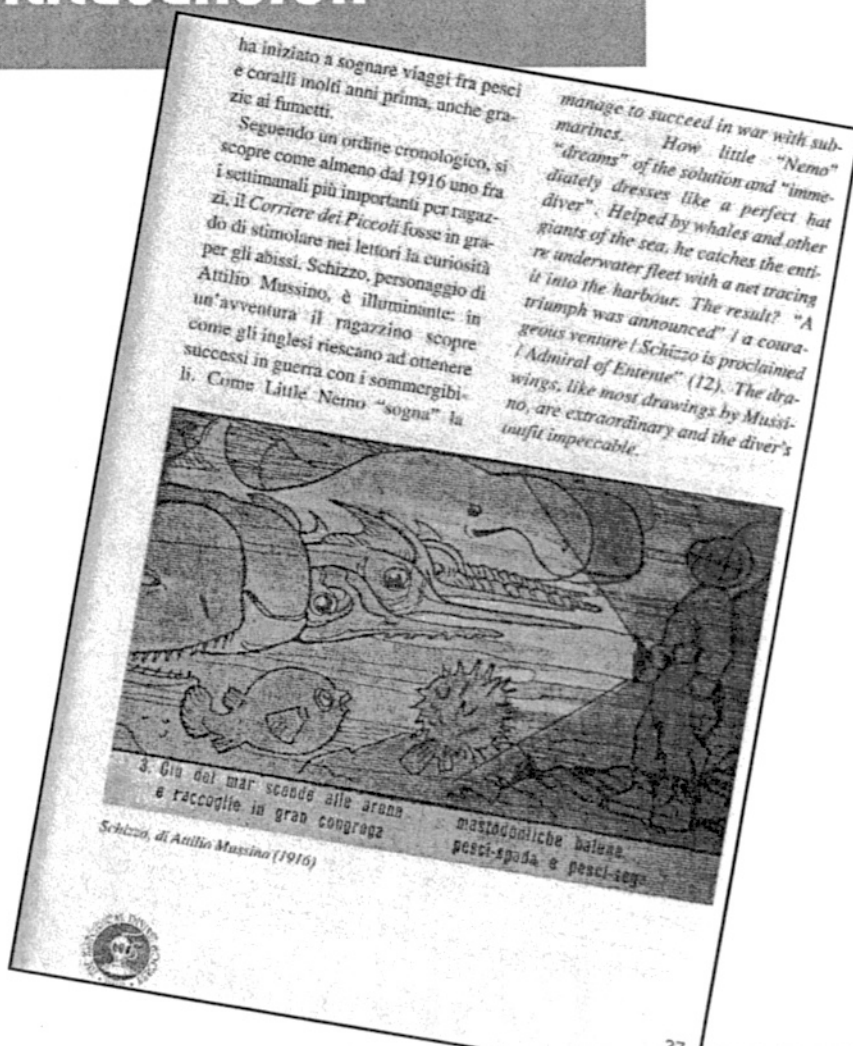 ha iniziato a sognare viaggi fra pesci
e coralli molti anni prima, anche gra-
zie ai fumetti.
Seguendo un ordine cronologico, si
scopre come almeno dal 1916 uno fra
i settimanali più importanti per ragaz-
zi, il Corriere dei Piccoli fosse in gra-
do di stimolare nei lettori la curiosità
per gli abissi. Schizzo, personaggio di
Attilio Mussino, è illuminante: in
un'avventura il ragazzino scopre
come gli inglesi riescano ad ottenere
successi in guerra con i sommergibi-
li. Come Little Nemo "sogna" la
manage to succeed in war with sub-
marines. How little "Nemo"
"dreams" of the solution and "imme-
diately dresses like a perfect hat
diver". Helped by whales and other
giants of the sea, he catches the enti-
re underwater fleet with a net tracing
it into the harbour. The result? "A
triumph was announced" / a coura-
geous venture / Schizzo is proclaimed
/ Admiral of Entente" (12). The dra-
wings, like most drawings by Mussi-
no, are extraordinary and the diver's
outfit impeccable.
3. Giù del mar scende alle arene
e raccoglie in gran congrega
mastodontiche balene,
pesci-spada e pesci-sega
Schizzo, di Attilio Mussino (1916)